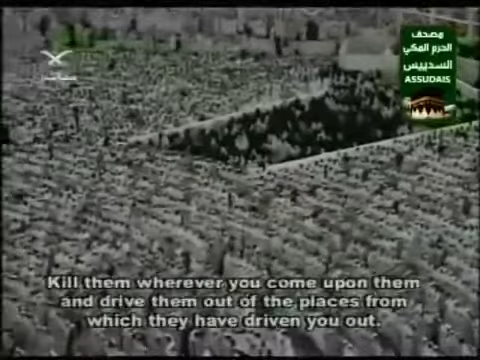 مصحف
الحرم المكي
السديس
ASSUDAIS
Kill them wherever you come upon them
and drive them out of the places from
which they have driven you out.